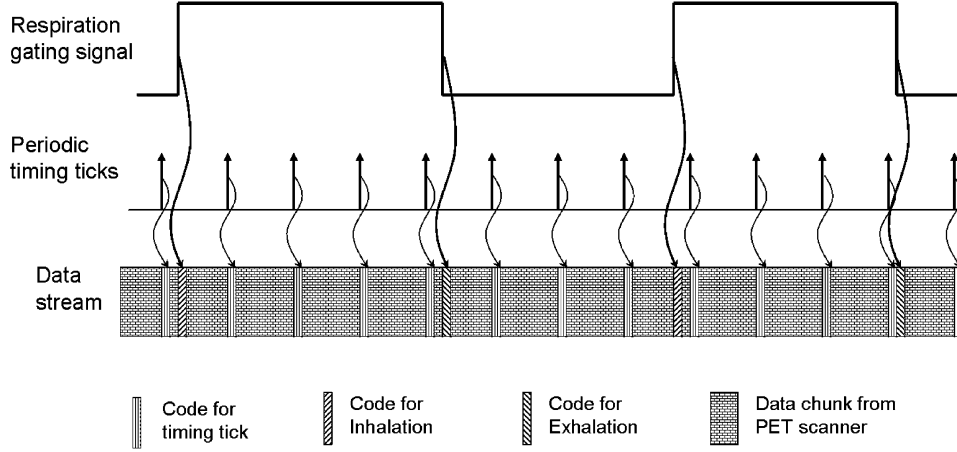 Respiration
gating signal
Periodic
timing ticks
Data
stream
Code for
timing tick
Code for
Inhalation
Code for
Exhalation
Data chunk from
PET scanner